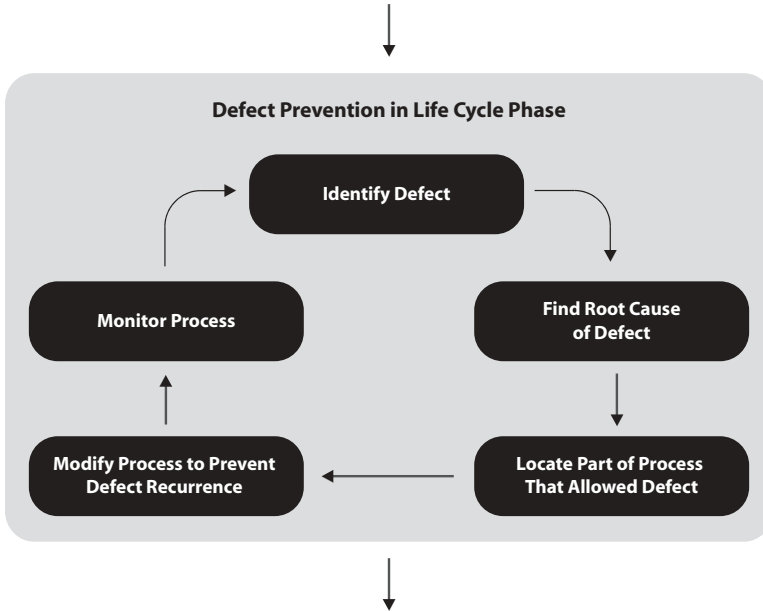 Defect Prevention in Life Cycle Phase
Identify Defect
Find Root Cause
of Defect
Locate Part of Process
That Allowed Defect
Modify Process to Prevent
Defect Recurrence
Monitor Process